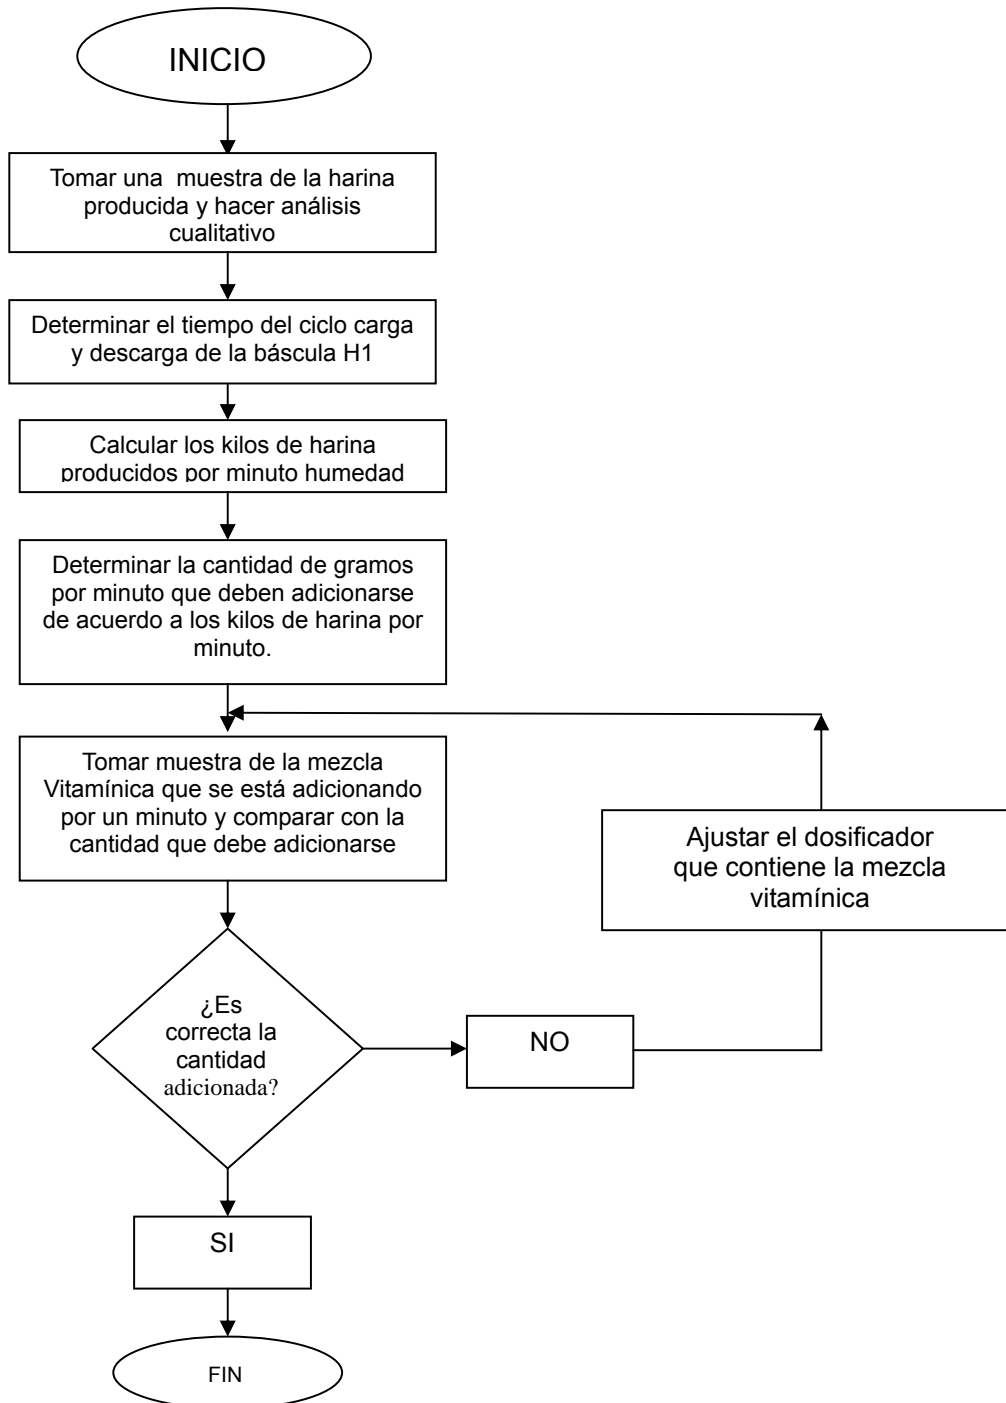 INICIO
Tomar una muestra de la harina
producida y hacer análisis
cualitativo
Determinar el tiempo del ciclo carga
y descarga de la báscula H1
Calcular los kilos de harina
producidos por minuto humedad
Determinar la cantidad de gramos
por minuto que deben adicionarse
de acuerdo a los kilos de harina por
minuto.
Tomar muestra de la mezcla
Vitamínica que se está adicionando
por un minuto y comparar con la
cantidad que debe adicionarse
Ajustar el dosificador
que contiene la mezcla
vitamínica
¿Es
correcta la
cantidad
adicionada?
NO
SI
FIN